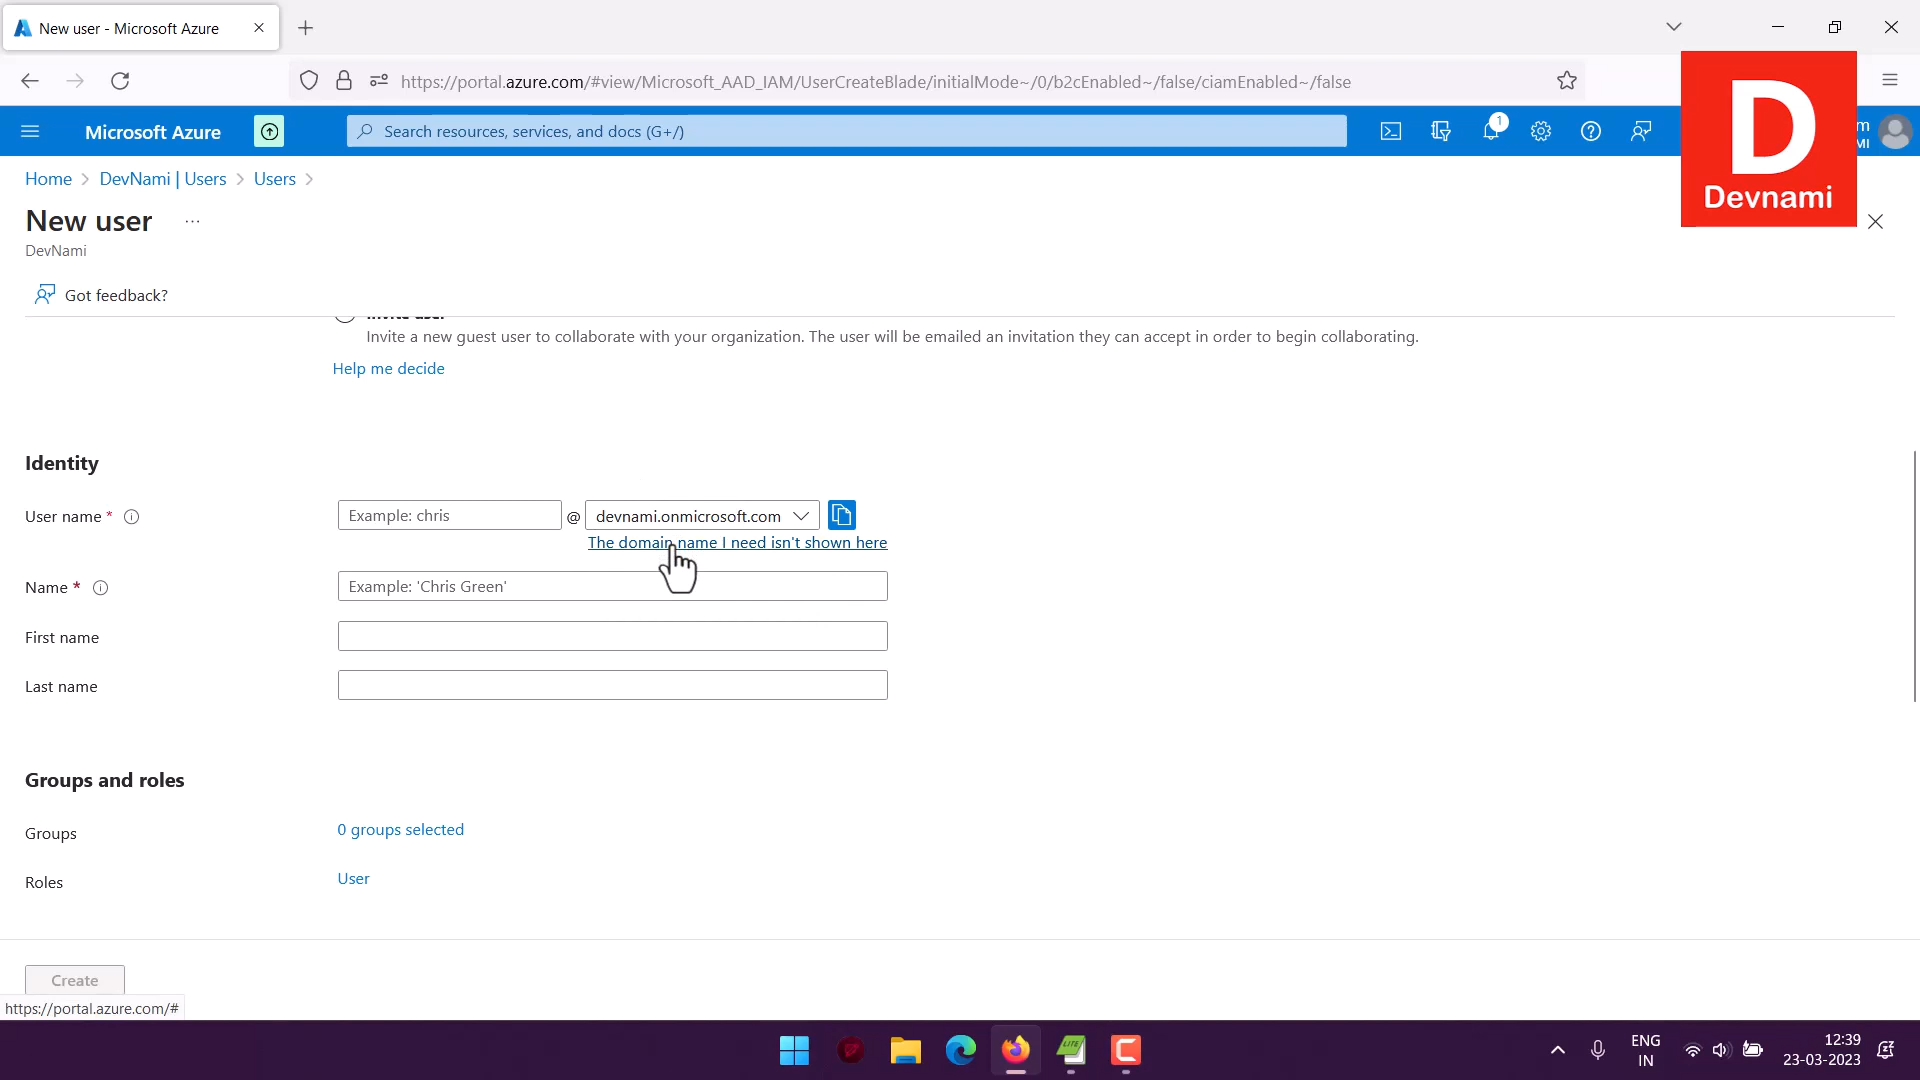 New user - Microsoft Azure
https://portal.azure.com/#view/Microsoft_AAD_IAM/UserCreateBlade/initialMode~/0/b2cEnabled~/false/ciamEnabled~/false
Microsoft Azure
Search resources, services, and docs (G+/)
1
m
MI
D
Devnami
Home > DevNami | Users > Users >
New user ...
DevNami
Got feedback?
Invite user
Invite a new guest user to collaborate with your organization. The user will be emailed an invitation they can accept in order to begin collaborating.
Help me decide
Identity
User name * Example: chris @ devnami.onmicrosoft.com
The domain name I need isn't shown here
Name * Example: 'Chris Green'
First name
Last name
Groups and roles
Groups 0 groups selected
Roles User
Create
https://portal.azure.com/#
LITE
ENG
IN
12:39
23-03-2023